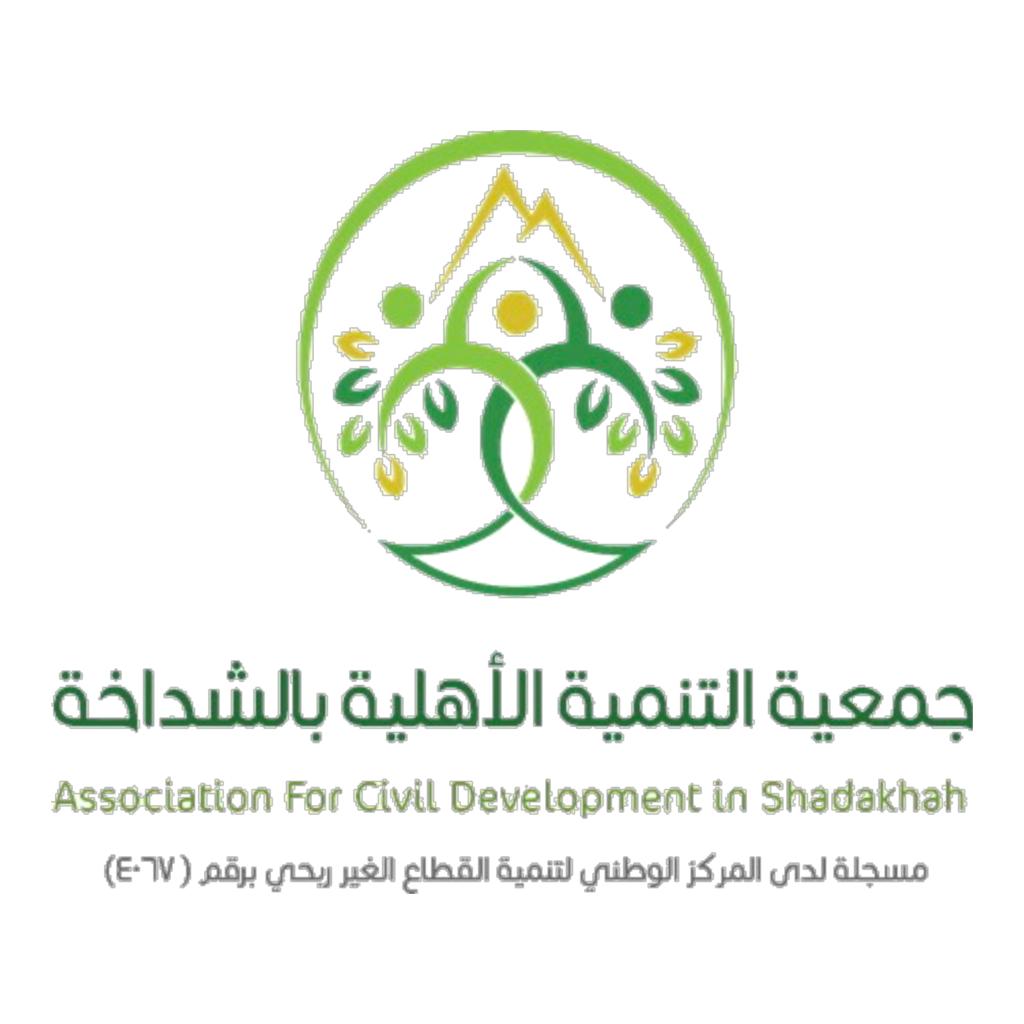 جمعية التنمية الأهلية بالشداخة
Association For Civil Development in Shadakhah
مسجلة لدى المركز الوطني لتنمية القطاع الغير ربحي برقم (٤٠٦٧)